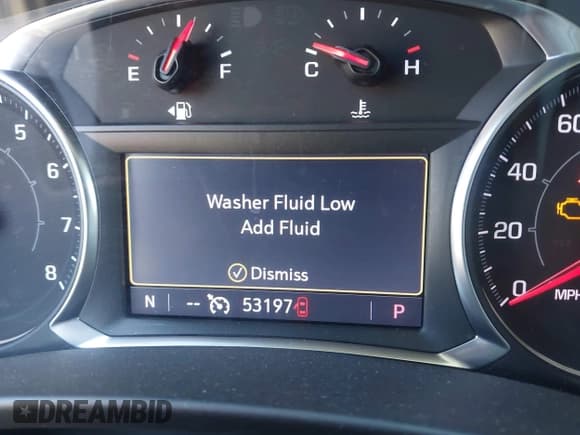 E F C H
5 6 7 8
60 40 20 0
Washer Fluid Low
Add Fluid
Dismiss
N -- 53197 P
MPH
DREAMBID